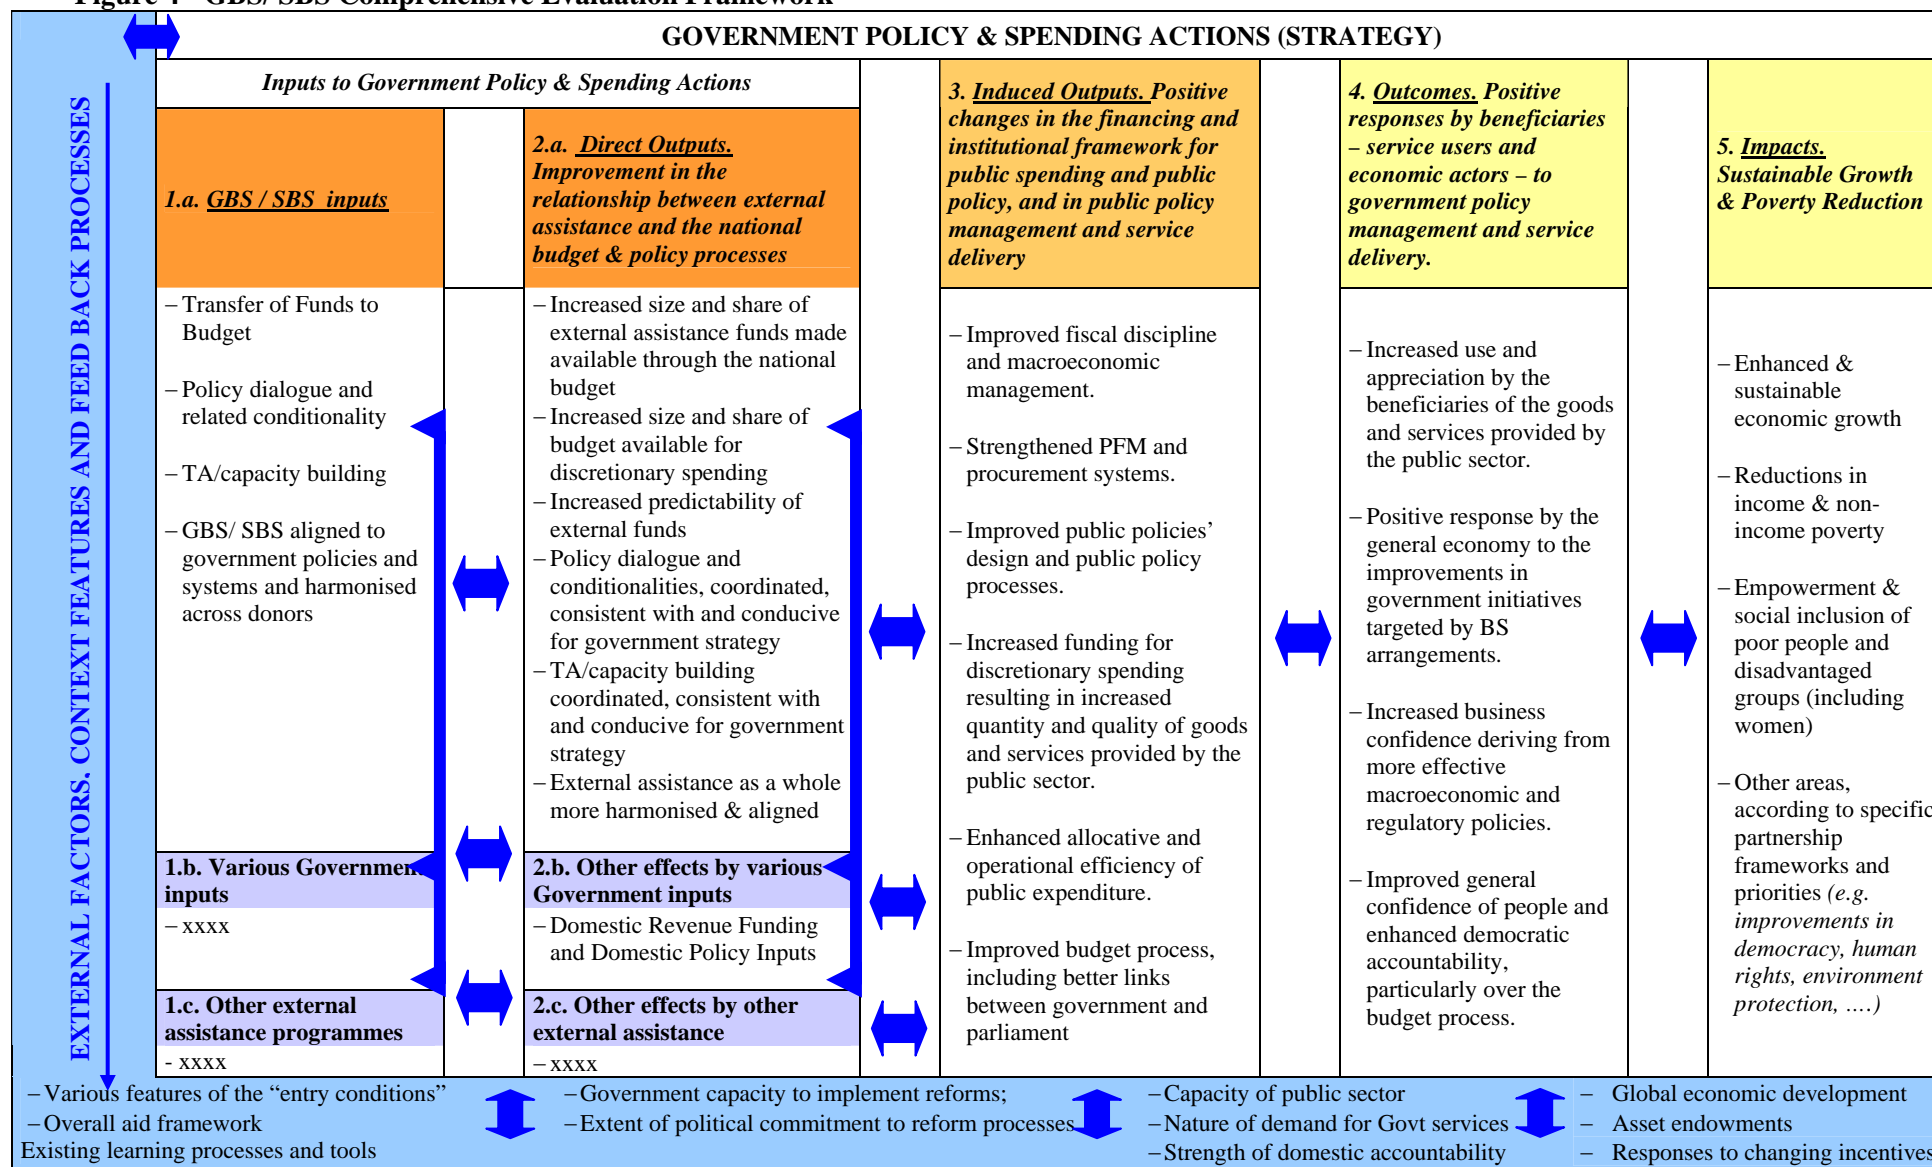 Figure 4 GBS/ SBS Comprehensive Evaluation Framework
GOVERNMENT POLICY & SPENDING ACTIONS (STRATEGY)
EXTERNAL FACTORS. CONTEXT FEATURES AND FEED BACK PROCESSES
Inputs to Government Policy & Spending Actions
1.a. GBS / SBS inputs
– Transfer of Funds to
Budget
– Policy dialogue and
related conditionality
– TA/capacity building
– GBS/ SBS aligned to
government policies and
systems and harmonised
across donors
1.b. Various Governmen
inputs
– xxxx
1.c. Other external
assistance programmes
- xxxx
2.a. Direct Outputs.
Improvement in the
relationship between external
assistance and the national
budget & policy processes
– Increased size and share of
external assistance funds made
available through the national
budget
– Increased size and share of
budget available for
discretionary spending
– Increased predictability of
external funds
– Policy dialogue and
conditionalities, coordinated,
consistent with and conducive
for government strategy
– TA/capacity building
coordinated, consistent with
and conducive for government
strategy
– External assistance as a whole
more harmonised & aligned
2.b. Other effects by various
Government inputs
– Domestic Revenue Funding
and Domestic Policy Inputs
2.c. Other effects by other
external assistance
– xxxx
3. Induced Outputs. Positive
changes in the financing and
institutional framework for
public spending and public
policy, and in public policy
management and service
delivery
– Improved fiscal discipline
and macroeconomic
management.
– Strengthened PFM and
procurement systems.
– Improved public policies’
design and public policy
processes.
– Increased funding for
discretionary spending
resulting in increased
quantity and quality of goods
and services provided by the
public sector.
– Enhanced allocative and
operational efficiency of
public expenditure.
– Improved budget process,
including better links
between government and
parliament
4. Outcomes. Positive
responses by beneficiaries
– service users and
economic actors – to
government policy
management and service
delivery.
– Increased use and
appreciation by the
beneficiaries of the goods
and services provided by
the public sector.
– Positive response by the
general economy to the
improvements in
government initiatives
targeted by BS
arrangements.
– Increased business
confidence deriving from
more effective
macroeconomic and
regulatory policies.
– Improved general
confidence of people and
enhanced democratic
accountability,
particularly over the
budget process.
5. Impacts.
Sustainable Growth
& Poverty Reduction
– Enhanced &
sustainable
economic growth
– Reductions in
income & non-
income poverty
– Empowerment &
social inclusion of
poor people and
disadvantaged
groups (including
women)
– Other areas,
according to specific
partnership
frameworks and
priorities (e.g.
improvements in
democracy, human
rights, environment
protection, ….)
– Various features of the “entry conditions”
– Overall aid framework
Existing learning processes and tools
– Government capacity to implement reforms;
– Extent of political commitment to reform processes
– Capacity of public sector
– Nature of demand for Govt services
– Strength of domestic accountability
– Global economic development
– Asset endowments
– Responses to changing incentives